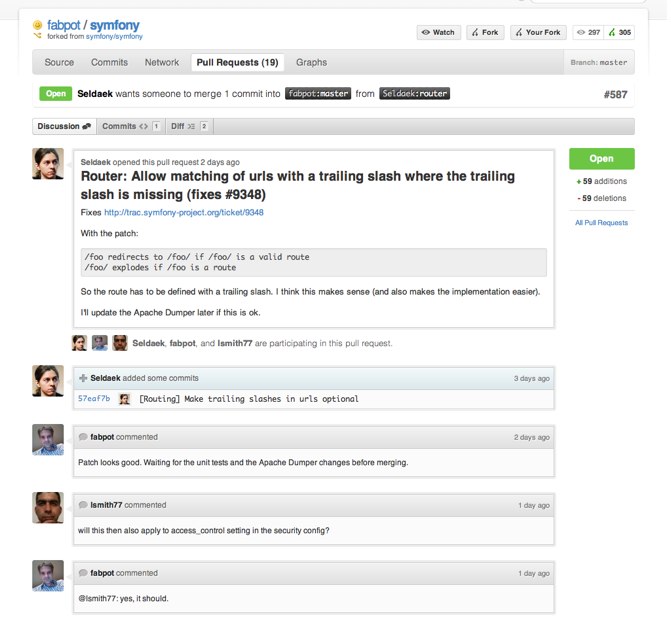 fabpot / symfony
forked from symfony/symfony
Watch
Fork
Your Fork
297
305
Source
Commits
Network
Pull Requests (19)
Graphs
Branch: master
Open
Seldaek wants someone to merge 1 commit into fabpot:master from Seldaek:router
#587
Discussion
Commits <> 1
Diff 2
Seldaek opened this pull request 2 days ago
Router: Allow matching of urls with a trailing slash where the trailing
slash is missing (fixes #9348)
Fixes http://trac.symfony-project.org/ticket/9348
With the patch:
/foo redirects to /foo/ if /foo/ is a valid route
/foo/ explodes if /foo is a route
So the route has to be defined with a trailing slash. I think this makes sense (and also makes the implementation easier).
I'll update the Apache Dumper later if this is ok.
Open
+ 59 additions
- 59 deletions
All Pull Requests
Seldaek, fabpot, and lsmith77 are participating in this pull request.
Seldaek added some commits
3 days ago
57eaf7b [Routing] Make trailing slashes in urls optional
fabpot commented
2 days ago
Patch looks good. Waiting for the unit tests and the Apache Dumper changes before merging.
lsmith77 commented
1 day ago
will this then also apply to access_control setting in the security config?
fabpot commented
1 day ago
@lsmith77: yes, it should.